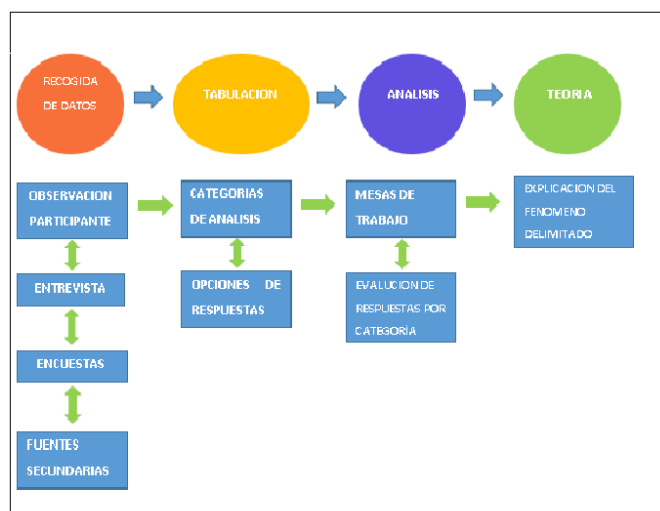 RECOGIDA
DE DATOS
TABULACION
ANALISIS
TEORIA
OBSERVACION
PARTICIPANTE
ENTREVISTA
ENCUESTAS
FUENTES
SECUNDARIAS
CATEGORIAS
DE ANALISIS
OPCIONES DE
RESPUESTAS
MESAS DE
TRABAJO
EVALUCION DE
RESPUESTAS POR
CATEGORÍA
EXPLICACION DEL
FENOMENO
DELIMITADO